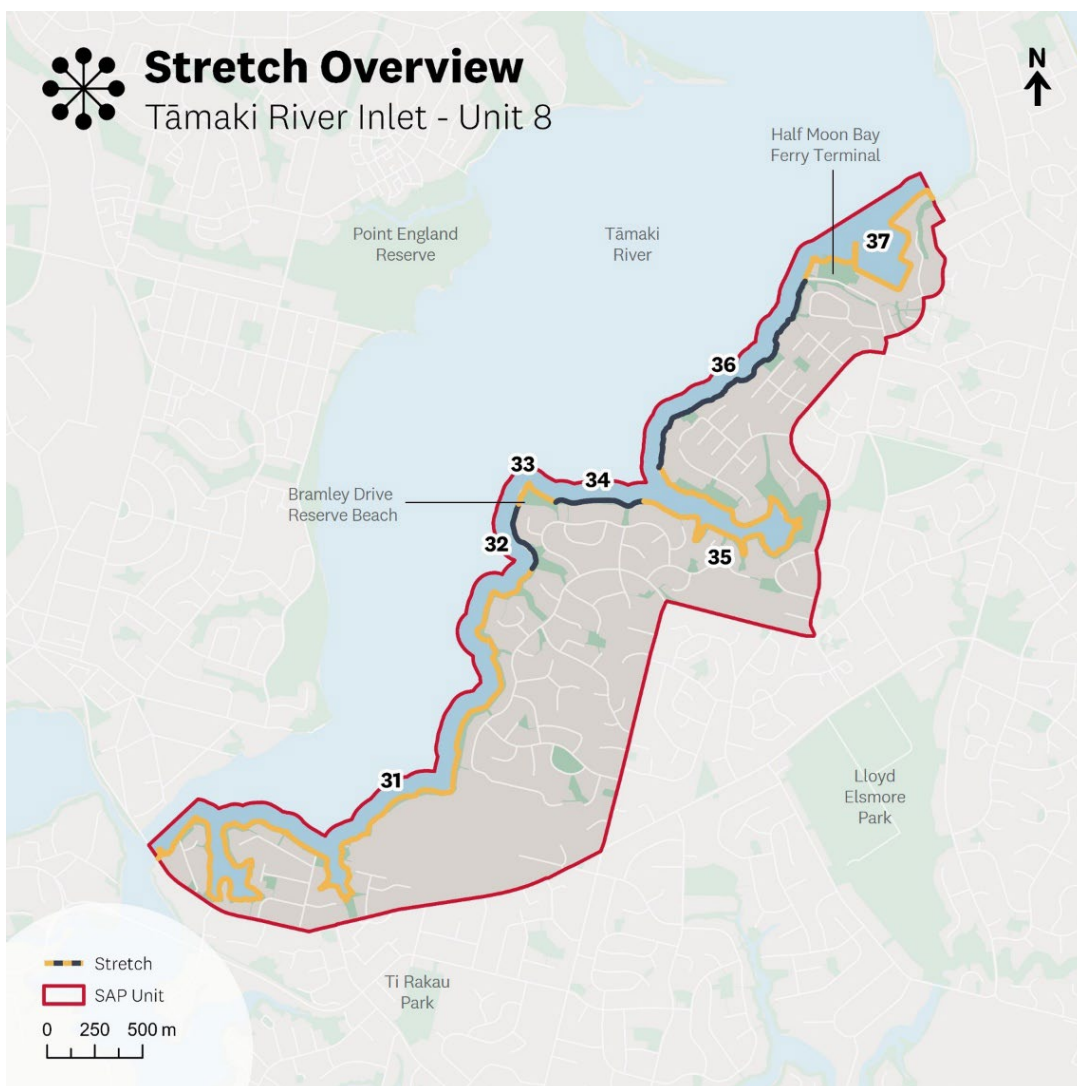 Stretch Overview
Tāmaki River Inlet - Unit 8
N
Half Moon Bay
Ferry Terminal
Point England
Reserve
Tāmaki
River
37
36
33
34
Bramley Drive
Reserve Beach
32
35
31
Lloyd
Elsmore
Park
Ti Rakau
Park
Stretch
SAP Unit
0 250 500 m